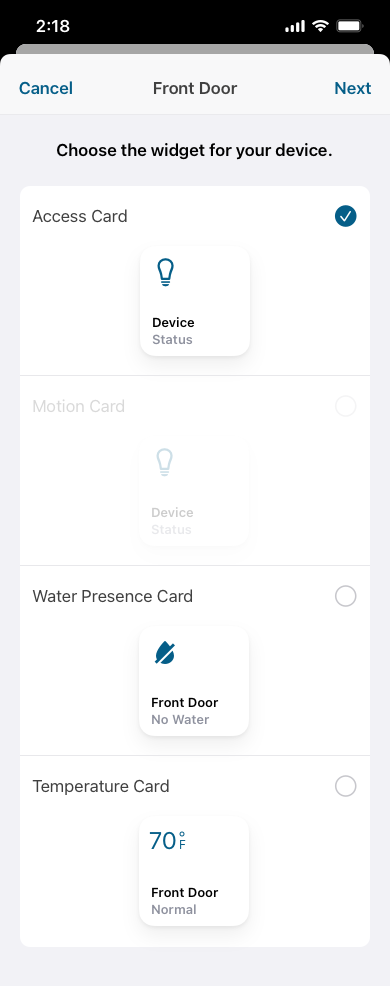 2:18
Cancel Front Door Next
Choose the widget for your device.
Access Card
Device
Status
Motion Card
Device
Status
Water Presence Card
Front Door
No Water
Temperature Card
70°F
Front Door
Normal